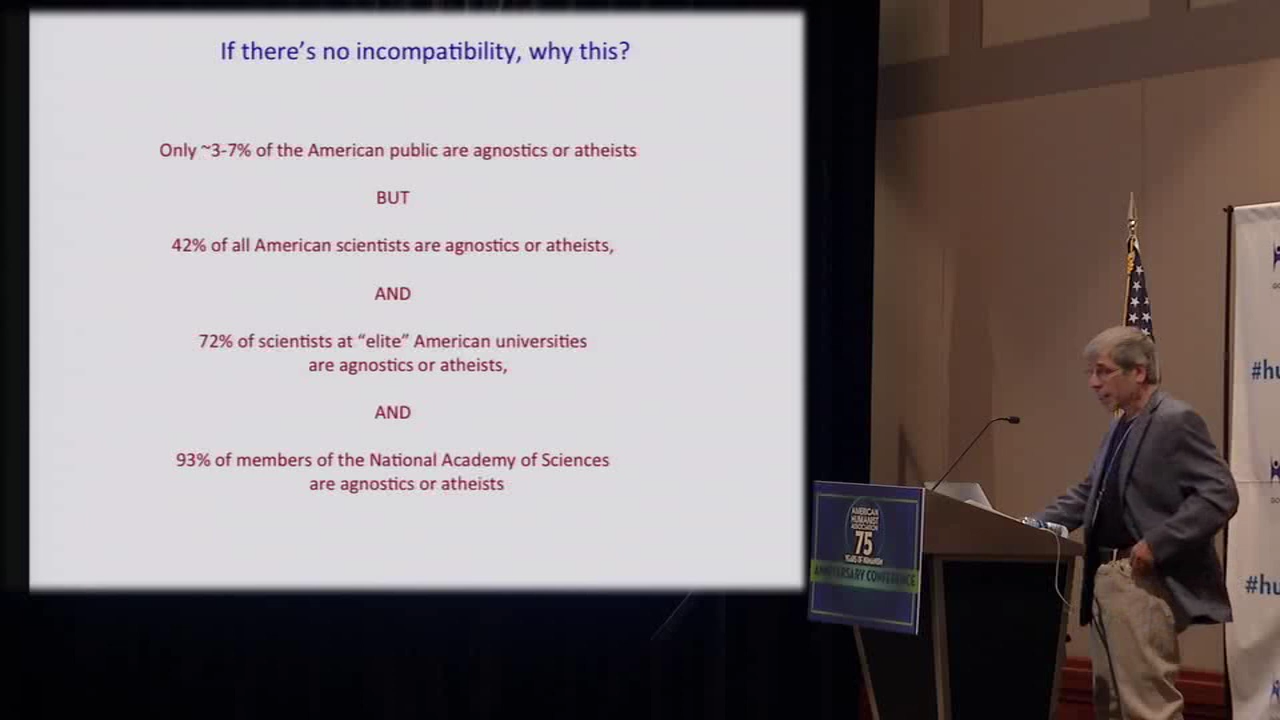 If there's no incompatibility, why this?
Only ~3-7% of the American public are agnostics or atheists
BUT
42% of all American scientists are agnostics or atheists,
AND
72% of scientists at “elite” American universities
are agnostics or atheists,
AND
93% of members of the National Academy of Sciences
are agnostics or atheists
AMERICAN
HUMANIST
ASSOCIATION
75
YEARS OF HUMANISM
ANNIVERSARY CONFERENCE
#hu
#hu